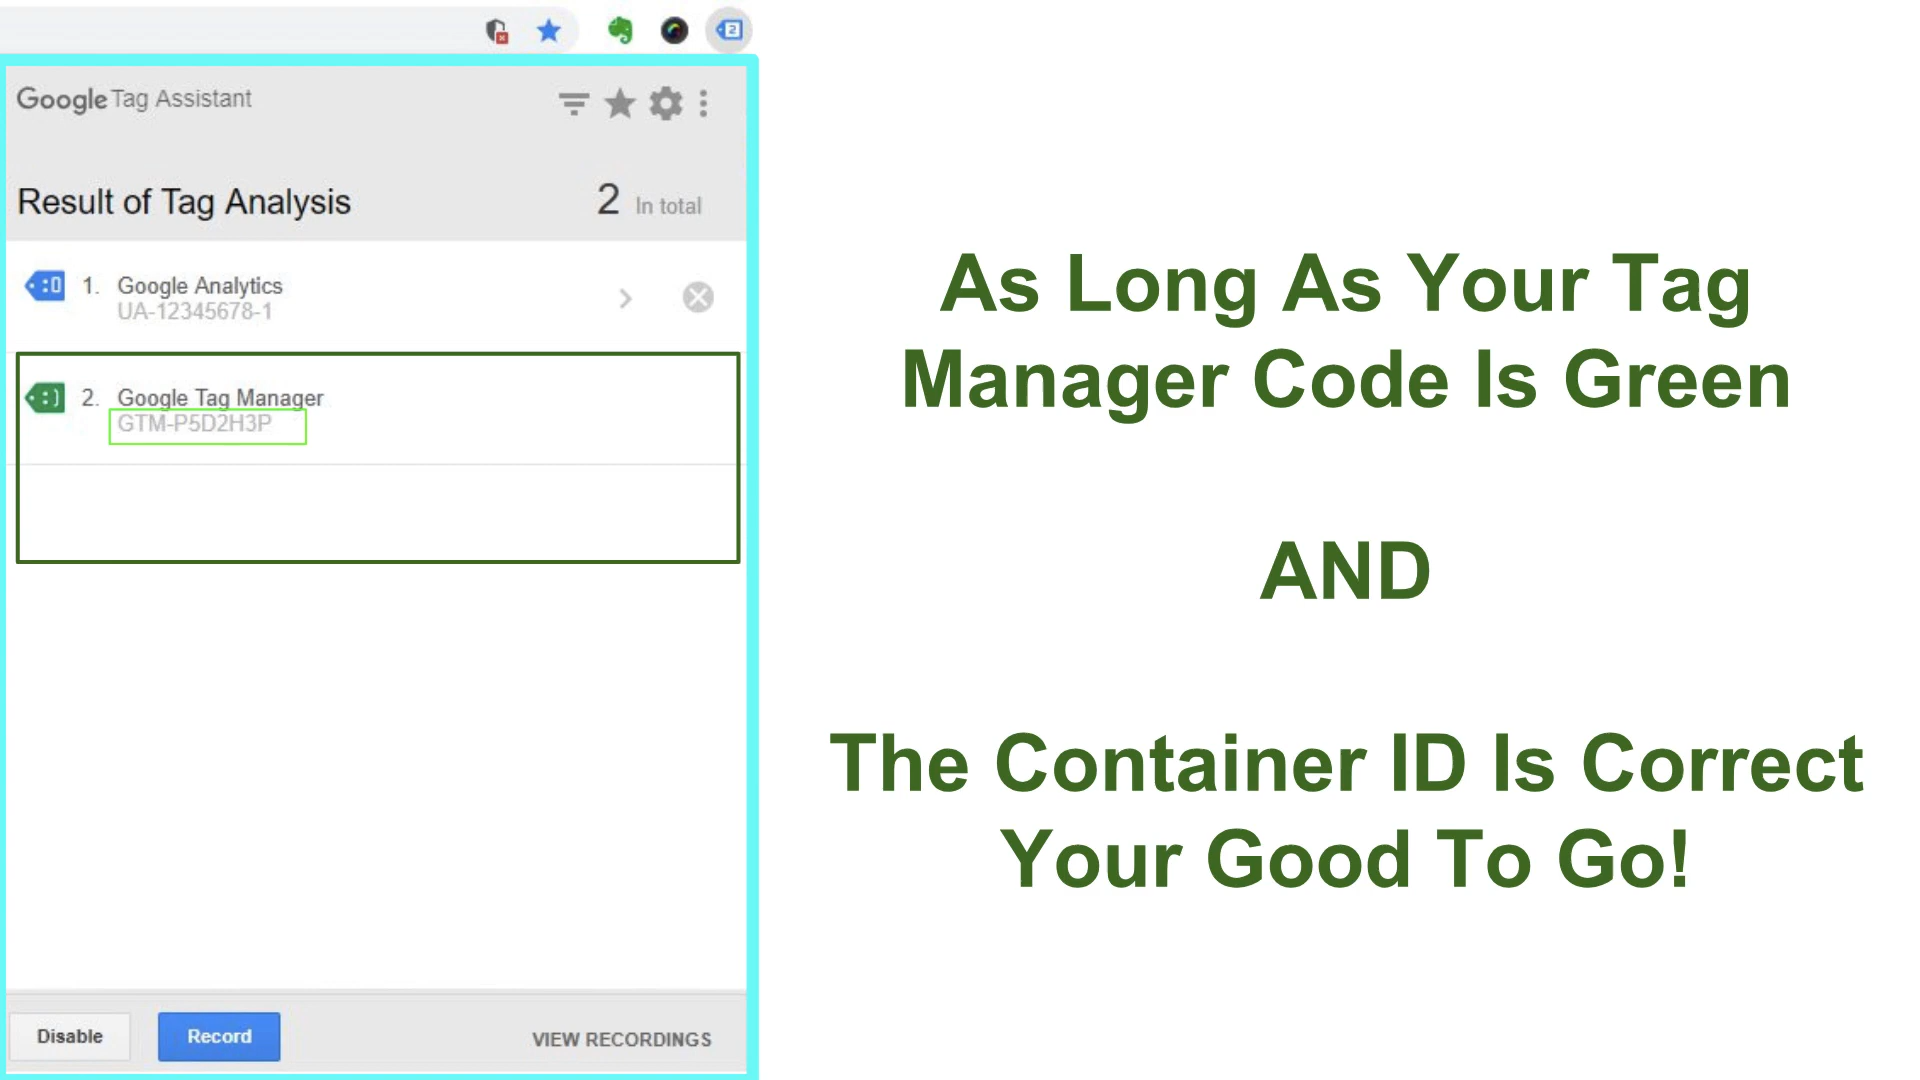 2
Google Tag Assistant
Result of Tag Analysis
2 In total
:0 1. Google Analytics
UA-12345678-1
:) 2. Google Tag Manager
GTM-P5D2H3P
Disable
Record
VIEW RECORDINGS
As Long As Your Tag
Manager Code Is Green
AND
The Container ID Is Correct
Your Good To Go!